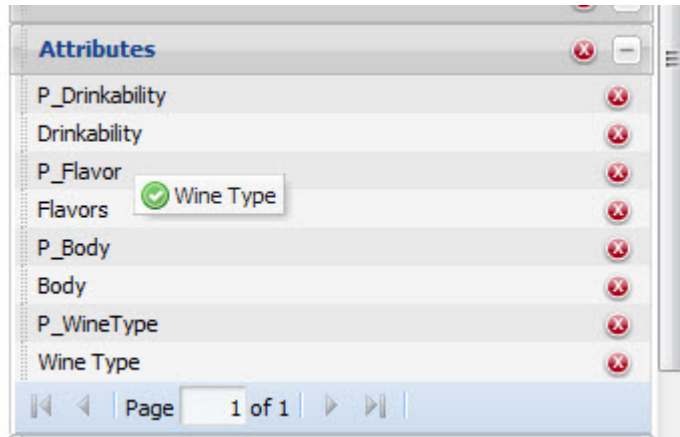 Attributes
P_Drinkability
Drinkability
P_Flavor
Wine Type
Flavors
P_Body
Body
P_WineType
Wine Type
Page 1 of 1